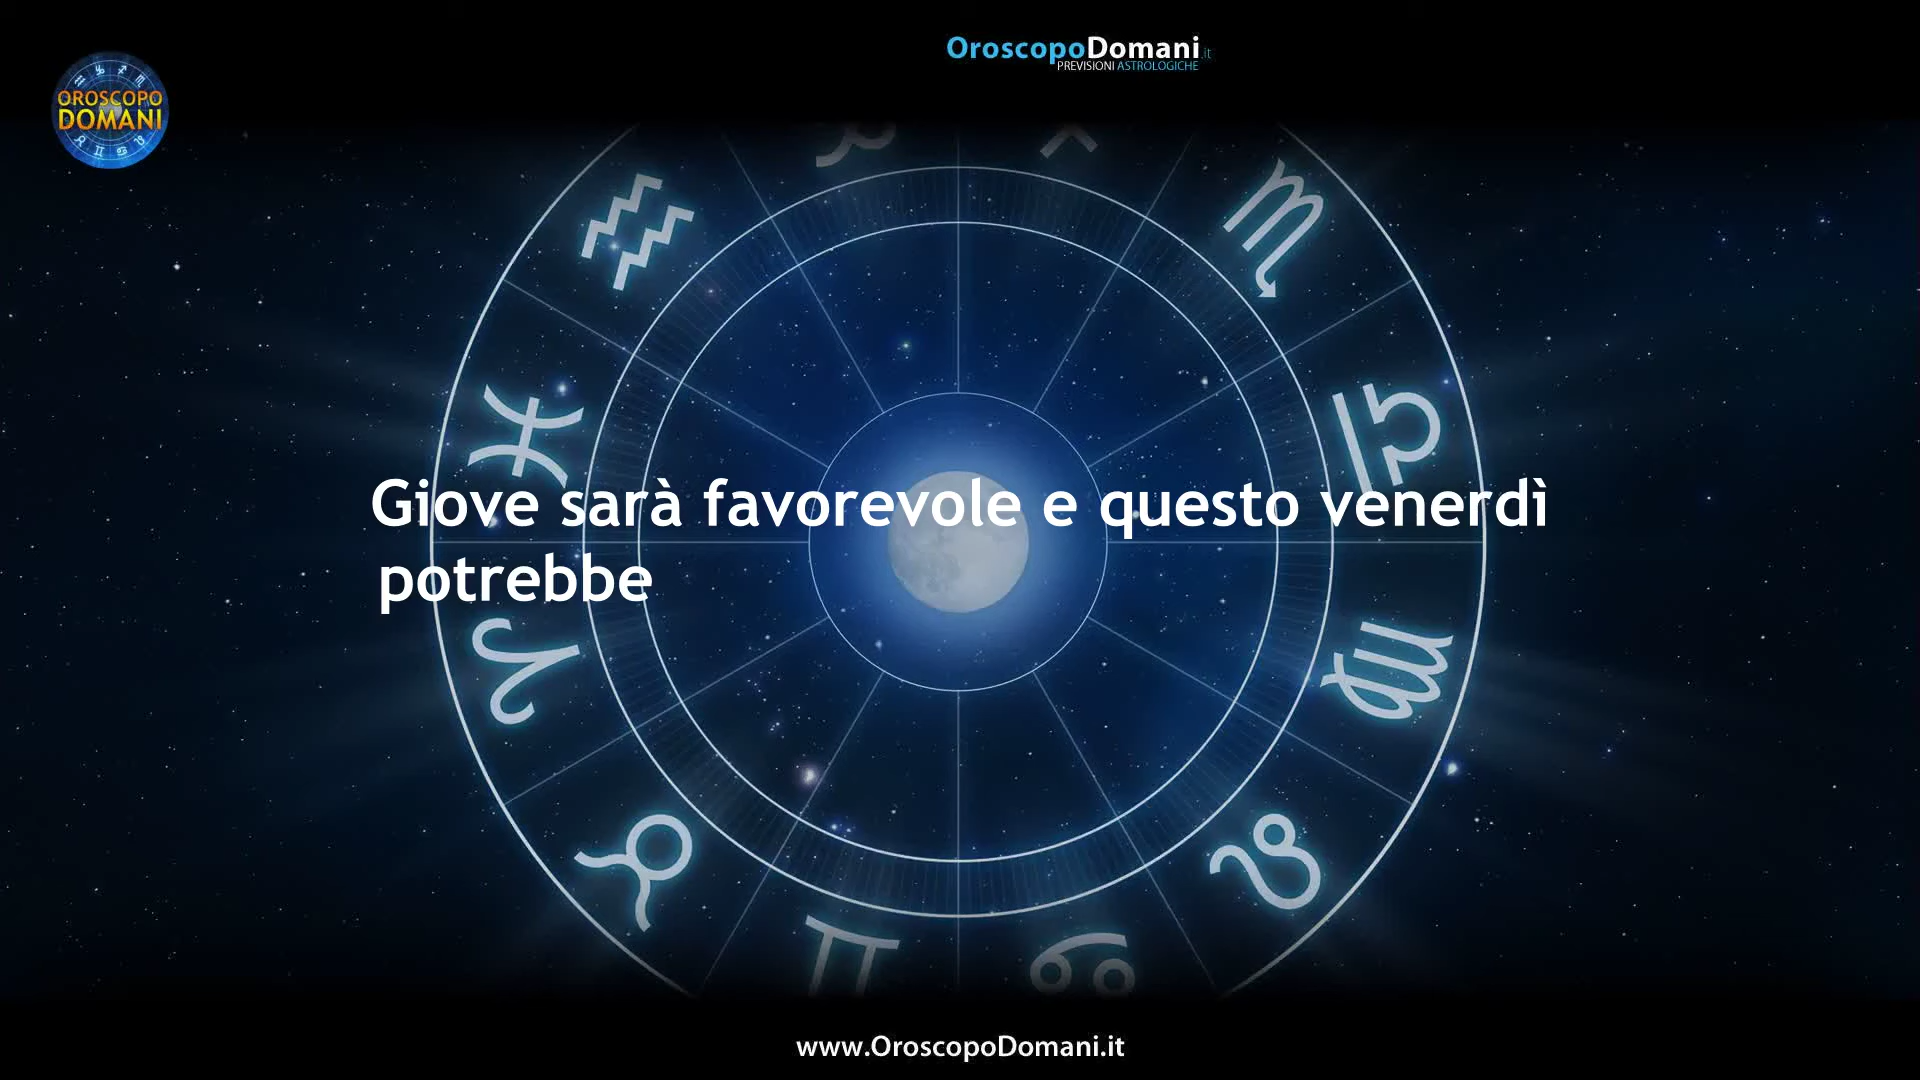 OroscopoDomani.it
PREVISIONI ASTROLOGICHE
OROSCOPO
DOMANI
Giove sarà favorevole e questo venerdì
potrebbe
www.OroscopoDomani.it